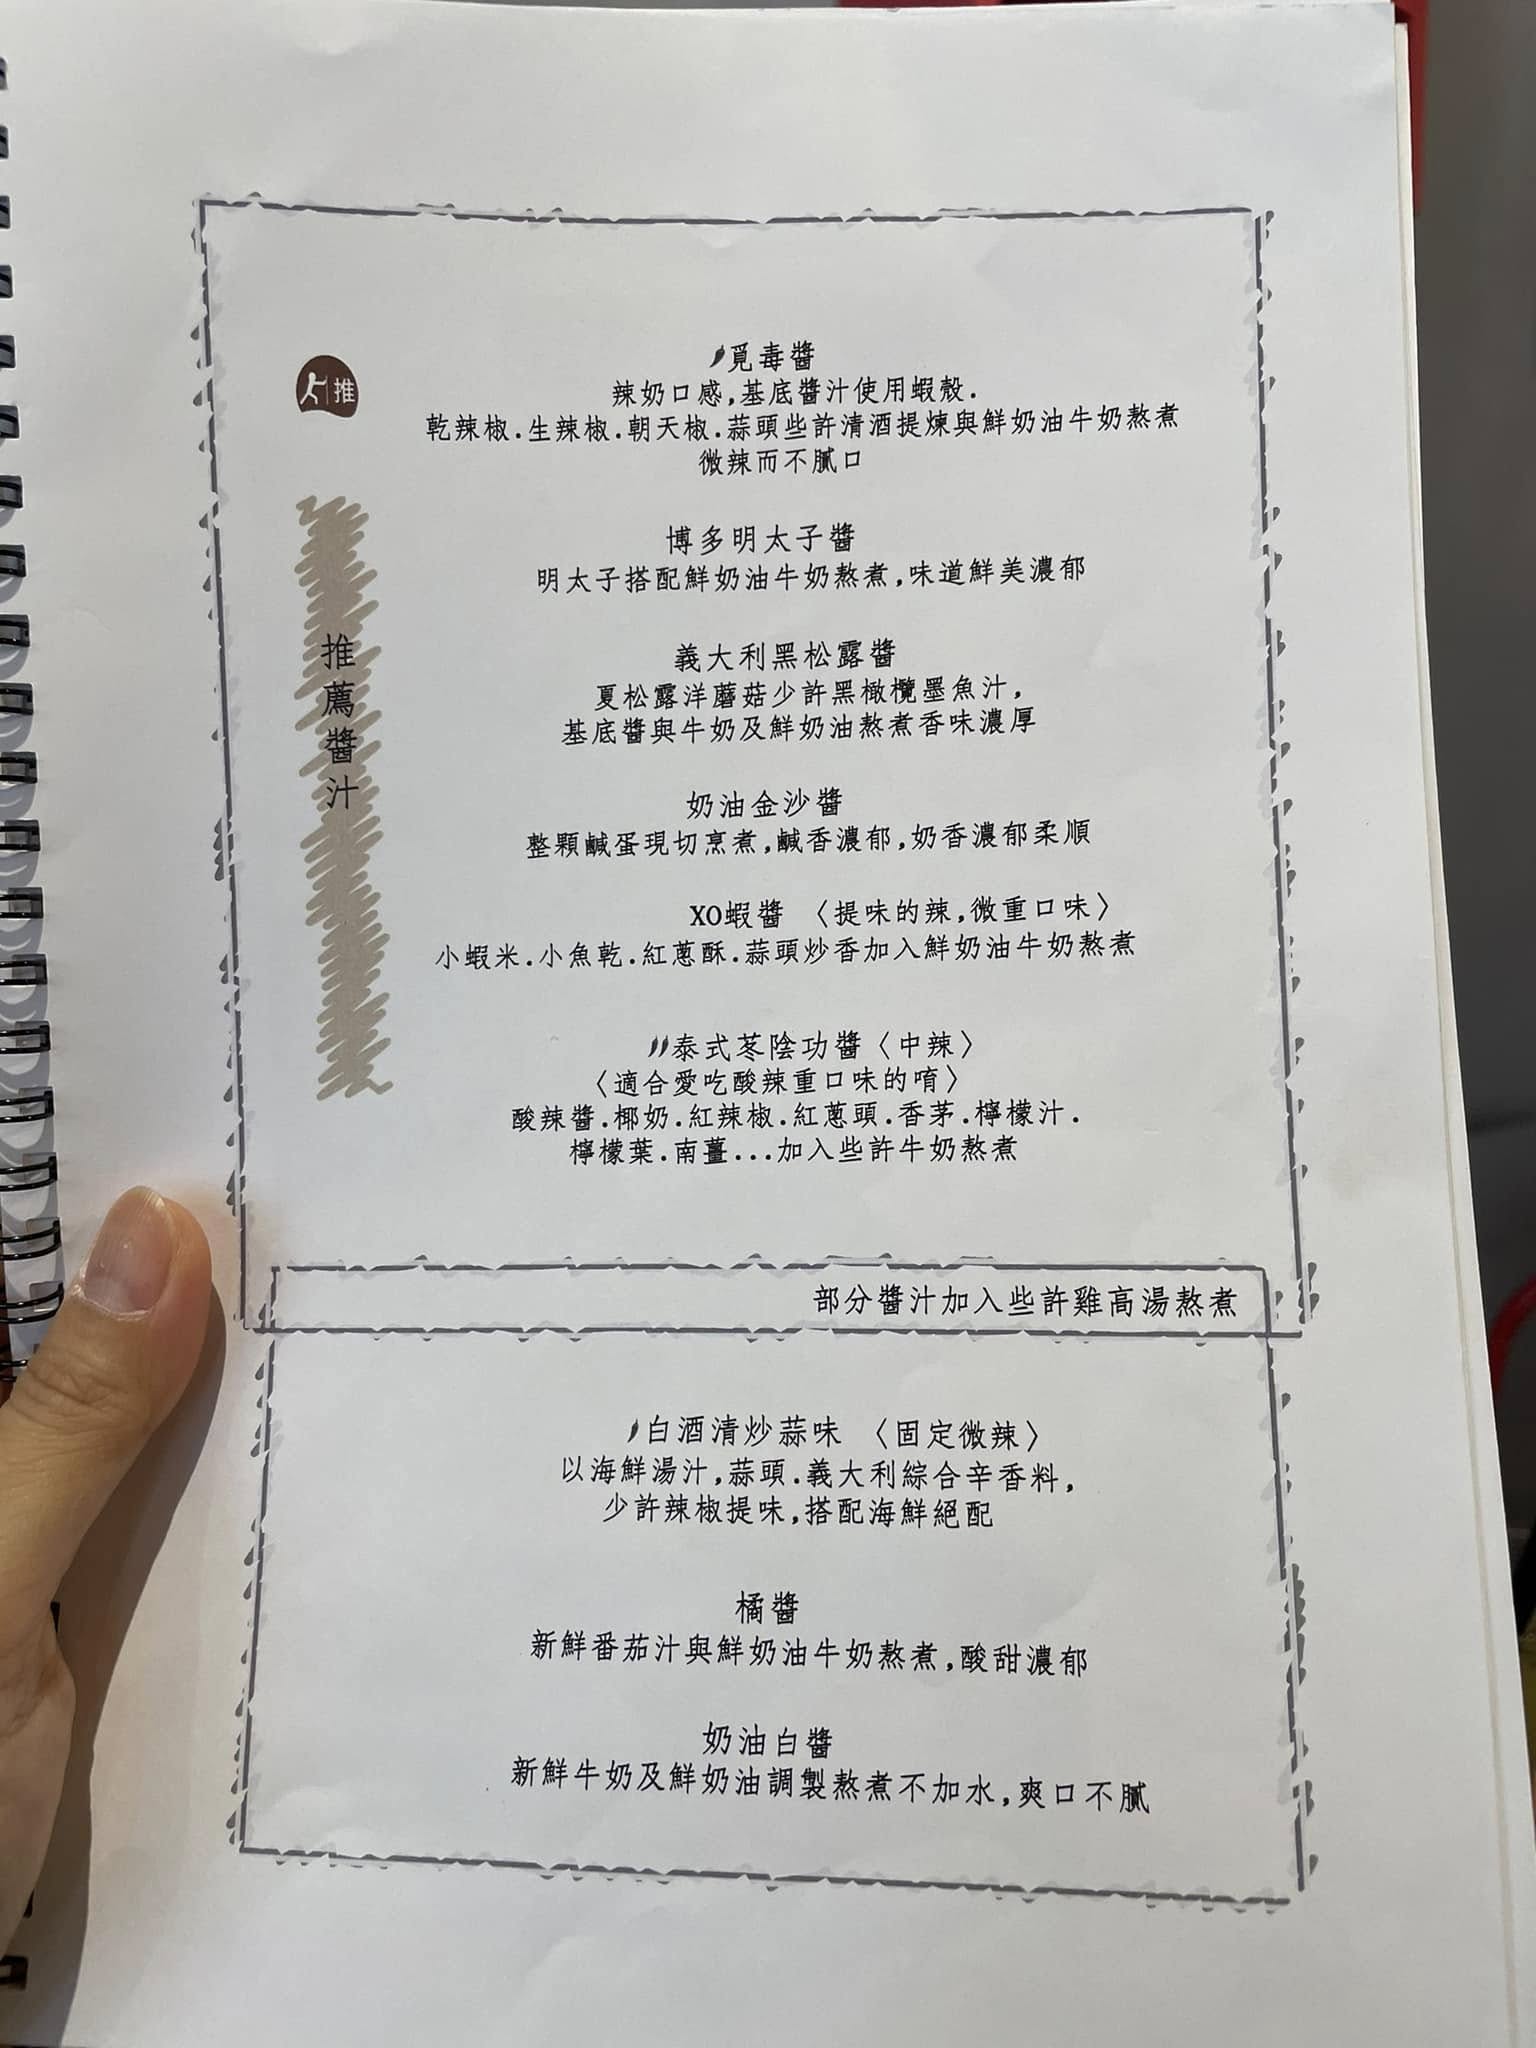 推
推薦醬汁
覓毒醬
辣奶口感,基底醬汁使用蝦殼.
乾辣椒.生辣椒.朝天椒.蒜頭些許清酒提煉與鮮奶油牛奶熬煮
微辣而不膩口
博多明太子醬
明太子搭配鮮奶油牛奶熬煮,味道鮮美濃郁
義大利黑松露醬
夏松露洋蘑菇少許黑橄欖墨魚汁,
基底醬與牛奶及鮮奶油熬煮香味濃厚
奶油金沙醬
整顆鹹蛋現切烹煮,鹹香濃郁,奶香濃郁柔順
XO蝦醬 〈提味的辣,微重口味〉
小蝦米.小魚乾.紅蔥酥.蒜頭炒香加入鮮奶油牛奶熬煮
泰式苳陰功醬〈中辣〉
〈適合愛吃酸辣重口味的唷〉
酸辣醬.椰奶.紅辣椒.紅蔥頭.香茅.檸檬汁.
檸檬葉.南薑...加入些許牛奶熬煮
部分醬汁加入些許雞高湯熬煮
白酒清炒蒜味 〈固定微辣〉
以海鮮湯汁,蒜頭.義大利綜合辛香料,
少許辣椒提味,搭配海鮮絕配
橘醬
新鮮番茄汁與鮮奶油牛奶熬煮,酸甜濃郁
奶油白醬
新鮮牛奶及鮮奶油調製熬煮不加水,爽口不膩